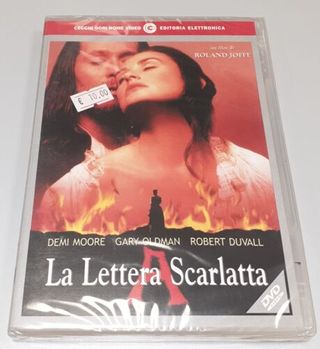 CECCHI GORI HOME VIDEO EDITORIA ELETTRONICA
un film di
ROLAND JOFFÉ
€ 10,00
DEMI MOORE GARY OLDMAN ROBERT DUVALL
A
La Lettera Scarlatta
DVD